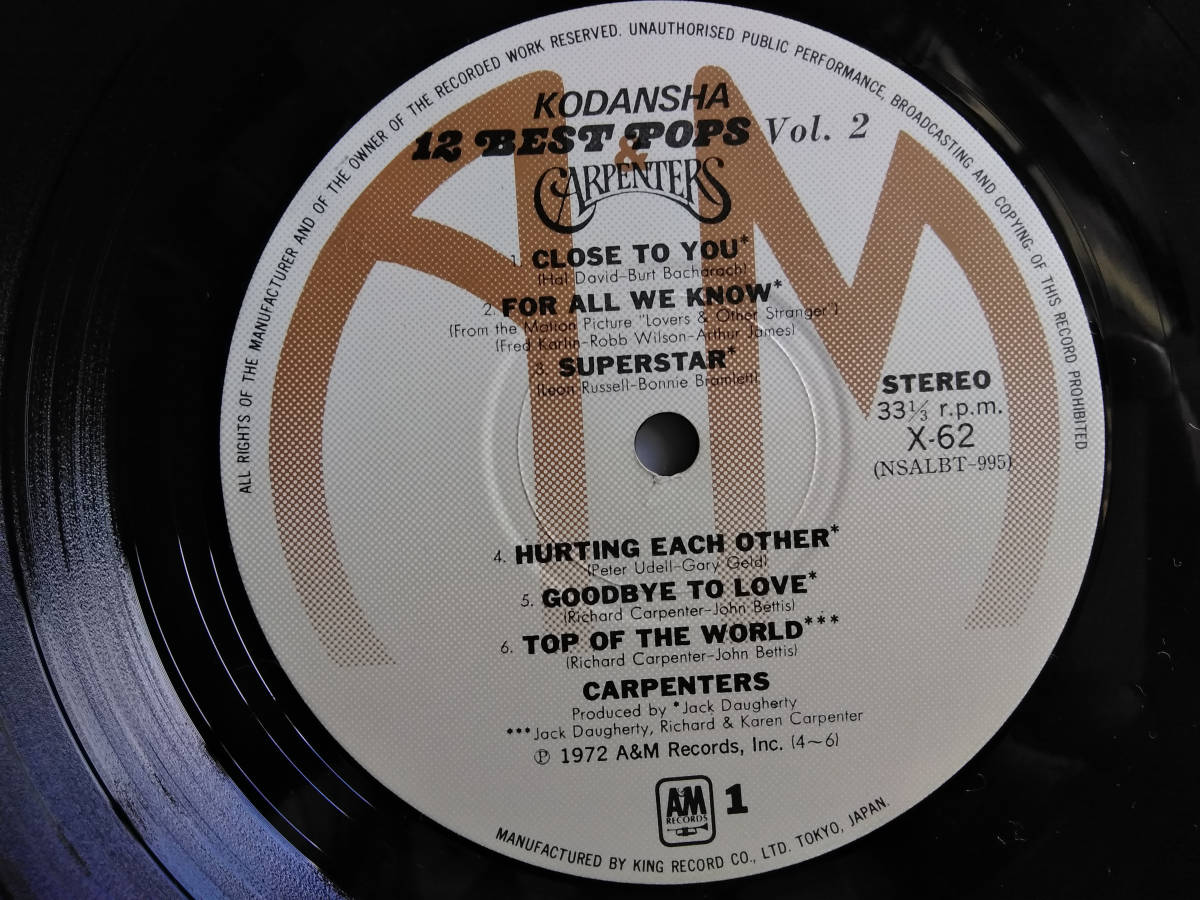 ALL RIGHTS OF THE MANUFACTURER AND OF THE OWNER OF THE RECORDED WORK RESERVED. UNAUTHORISED PUBLIC PERFORMANCE, BROADCASTING AND COPYING OF THIS RECORD PROHIBITED
KODANSHA
12 BEST POPS Vol. 2
&
CARPENTERS
1. CLOSE TO YOU*
(Hal David-Burt Bacharach)
2. FOR ALL WE KNOW*
(From the Motion Picture "Lovers & Other Stranger")
(Fred Karlin-Robb Wilson-Arthur James)
3. SUPERSTAR*
(Leon Russell-Bonnie Bramlett)
STEREO
33⅓ r.p.m.
X-62
(NSALBT-995)
4. HURTING EACH OTHER*
(Peter Udell-Gary Geld)
5. GOODBYE TO LOVE*
(Richard Carpenter-John Bettis)
6. TOP OF THE WORLD***
(Richard Carpenter-John Bettis)
CARPENTERS
Produced by *Jack Daugherty
***Jack Daugherty, Richard & Karen Carpenter
℗ 1972 A&M Records, Inc. (4~6)
A&M RECORDS 1
MANUFACTURED BY KING RECORD CO., LTD. TOKYO, JAPAN.